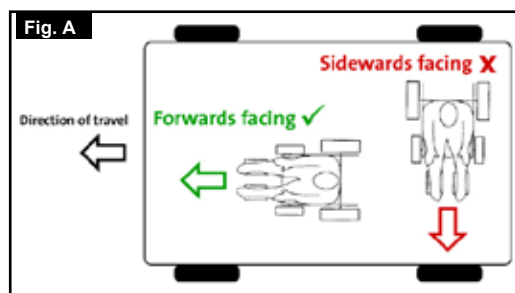 Fig. A
Sidewards facing X
Direction of travel
Forwards facing ✓